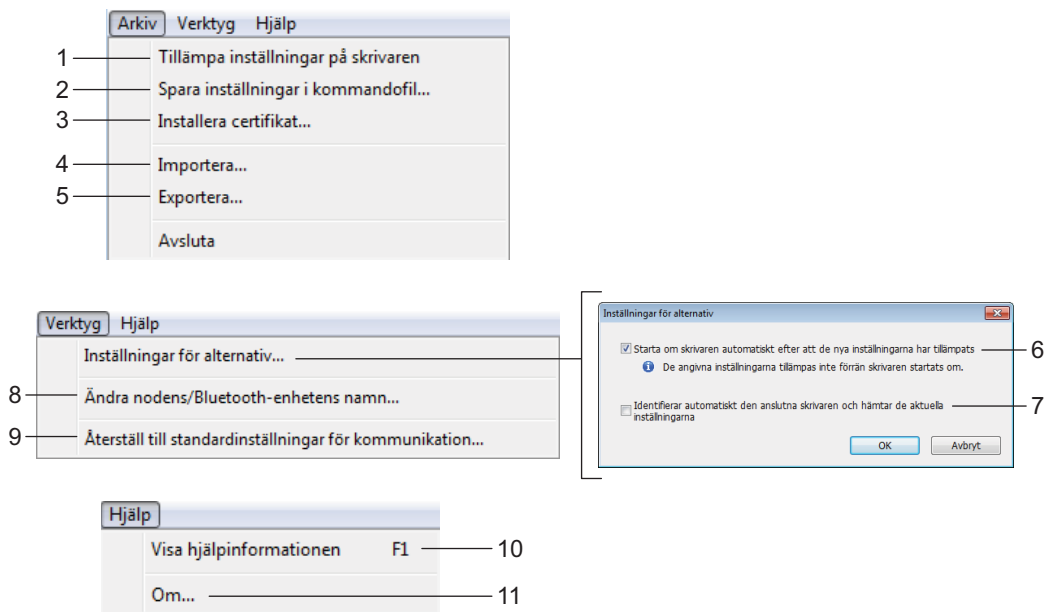 Arkiv Verktyg Hjälp
1 Tillämpa inställningar på skrivaren
2 Spara inställningar i kommandofil...
3 Installera certifikat...
4 Importera...
5 Exportera...
Avsluta
Verktyg Hjälp
Inställningar för alternativ...
8 Ändra nodens/Bluetooth-enhetens namn...
9 Återställ till standardinställningar för kommunikation...
Inställningar för alternativ
Starta om skrivaren automatiskt efter att de nya inställningarna har tillämpats 6
De angivna inställningarna tillämpas inte förrän skrivaren startats om.
Identifierar automatiskt den anslutna skrivaren och hämtar de aktuella 7
inställningarna
OK Avbryt
Hjälp
Visa hjälpinformationen F1 10
Om... 11